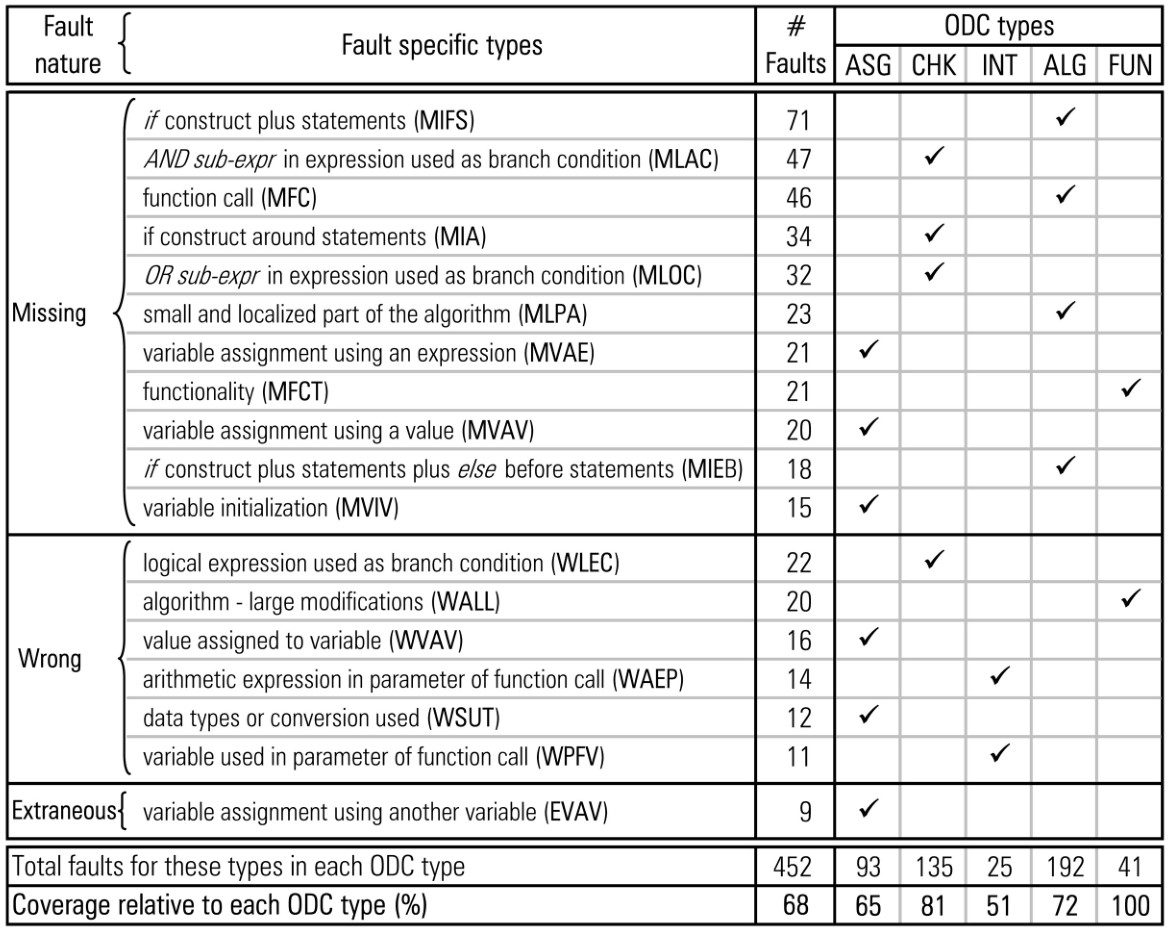 Fault nature Fault specific types # Faults ODC types
ASG CHK INT ALG FUN
Missing
if construct plus statements (MIFS) 71 ✓
AND sub-expr in expression used as branch condition (MLAC) 47 ✓
function call (MFC) 46 ✓
if construct around statements (MIA) 34 ✓
OR sub-expr in expression used as branch condition (MLOC) 32 ✓
small and localized part of the algorithm (MLPA) 23 ✓
variable assignment using an expression (MVAE) 21 ✓
functionality (MFCT) 21 ✓
variable assignment using a value (MVAV) 20 ✓
if construct plus statements plus else before statements (MIEB) 18 ✓
variable initialization (MVIV) 15 ✓
Wrong
logical expression used as branch condition (WLEC) 22 ✓
algorithm - large modifications (WALL) 20 ✓
value assigned to variable (WVAV) 16 ✓
arithmetic expression in parameter of function call (WAEP) 14 ✓
data types or conversion used (WSUT) 12 ✓
variable used in parameter of function call (WPFV) 11 ✓
Extraneous variable assignment using another variable (EVAV) 9 ✓
Total faults for these types in each ODC type 452 93 135 25 192 41
Coverage relative to each ODC type (%) 68 65 81 51 72 100